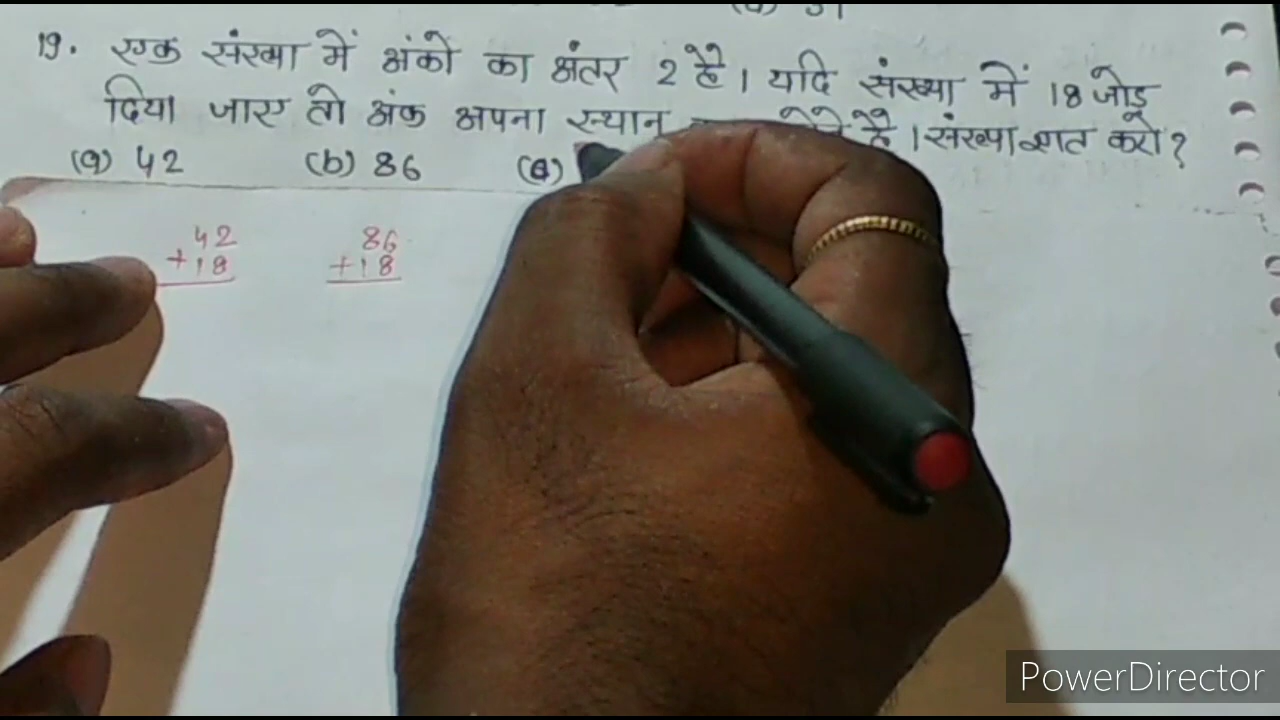 19. एक संख्या में अंको का अंतर 2 है। यदि संख्या में 18 जोड़
दिया जाए तो अंक अपना स्थान है। संख्या ज्ञात करो?
(a) 42 (b) 86
42 86
+18 +18
PowerDirector